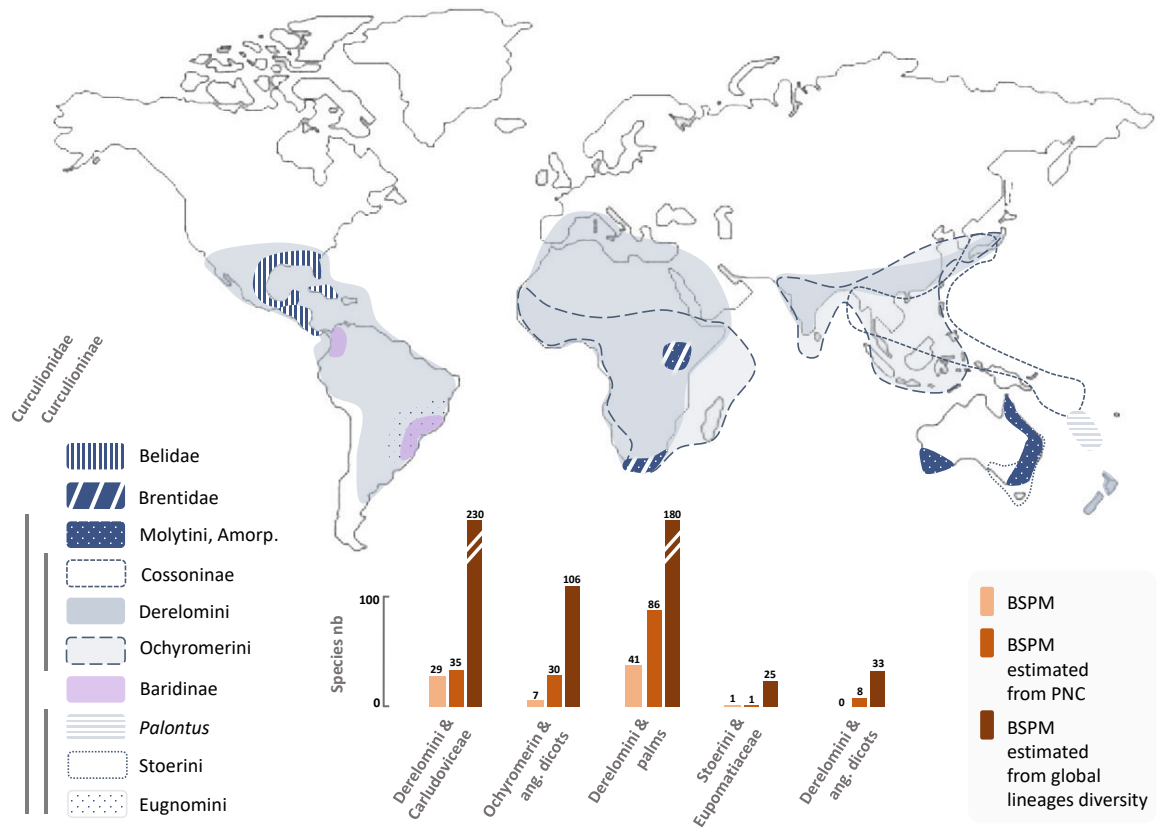 Curculionidae
Curculioninae
Belidae
Brentidae
Molytini, Amorp.
Cossoninae
Derelomini
Ochyromerini
Baridinae
Palontus
Stoerini
Eugnomini
Species nb
100
0
29
35
230
7
30
106
41
86
180
1
1
25
0
8
33
Derelomini &
Carludoviceae
Ochyromerin &
ang. dicots
Derelomini &
palms
Stoerini &
Eupomatiaceae
Derelomini &
ang. dicots
BSPM
BSPM
estimated
from PNC
BSPM
estimated
from global
lineages diversity